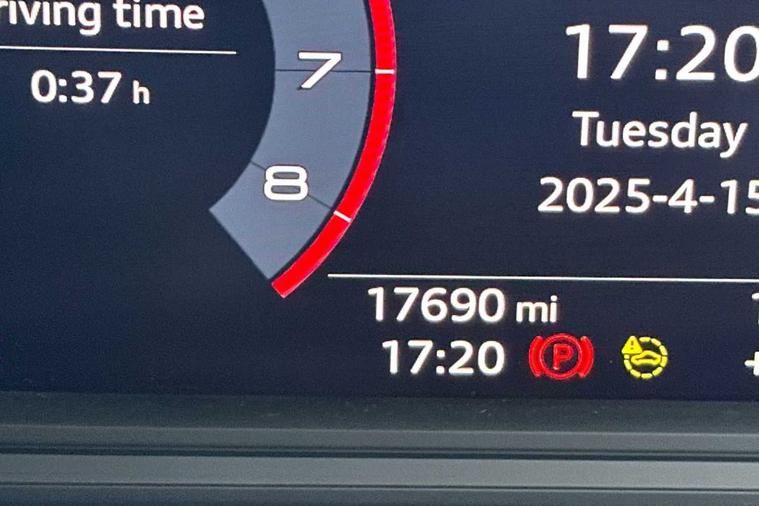 riving time
0:37 h
7
8
17:20
Tuesday
2025-4-15
17690 mi
17:20
P